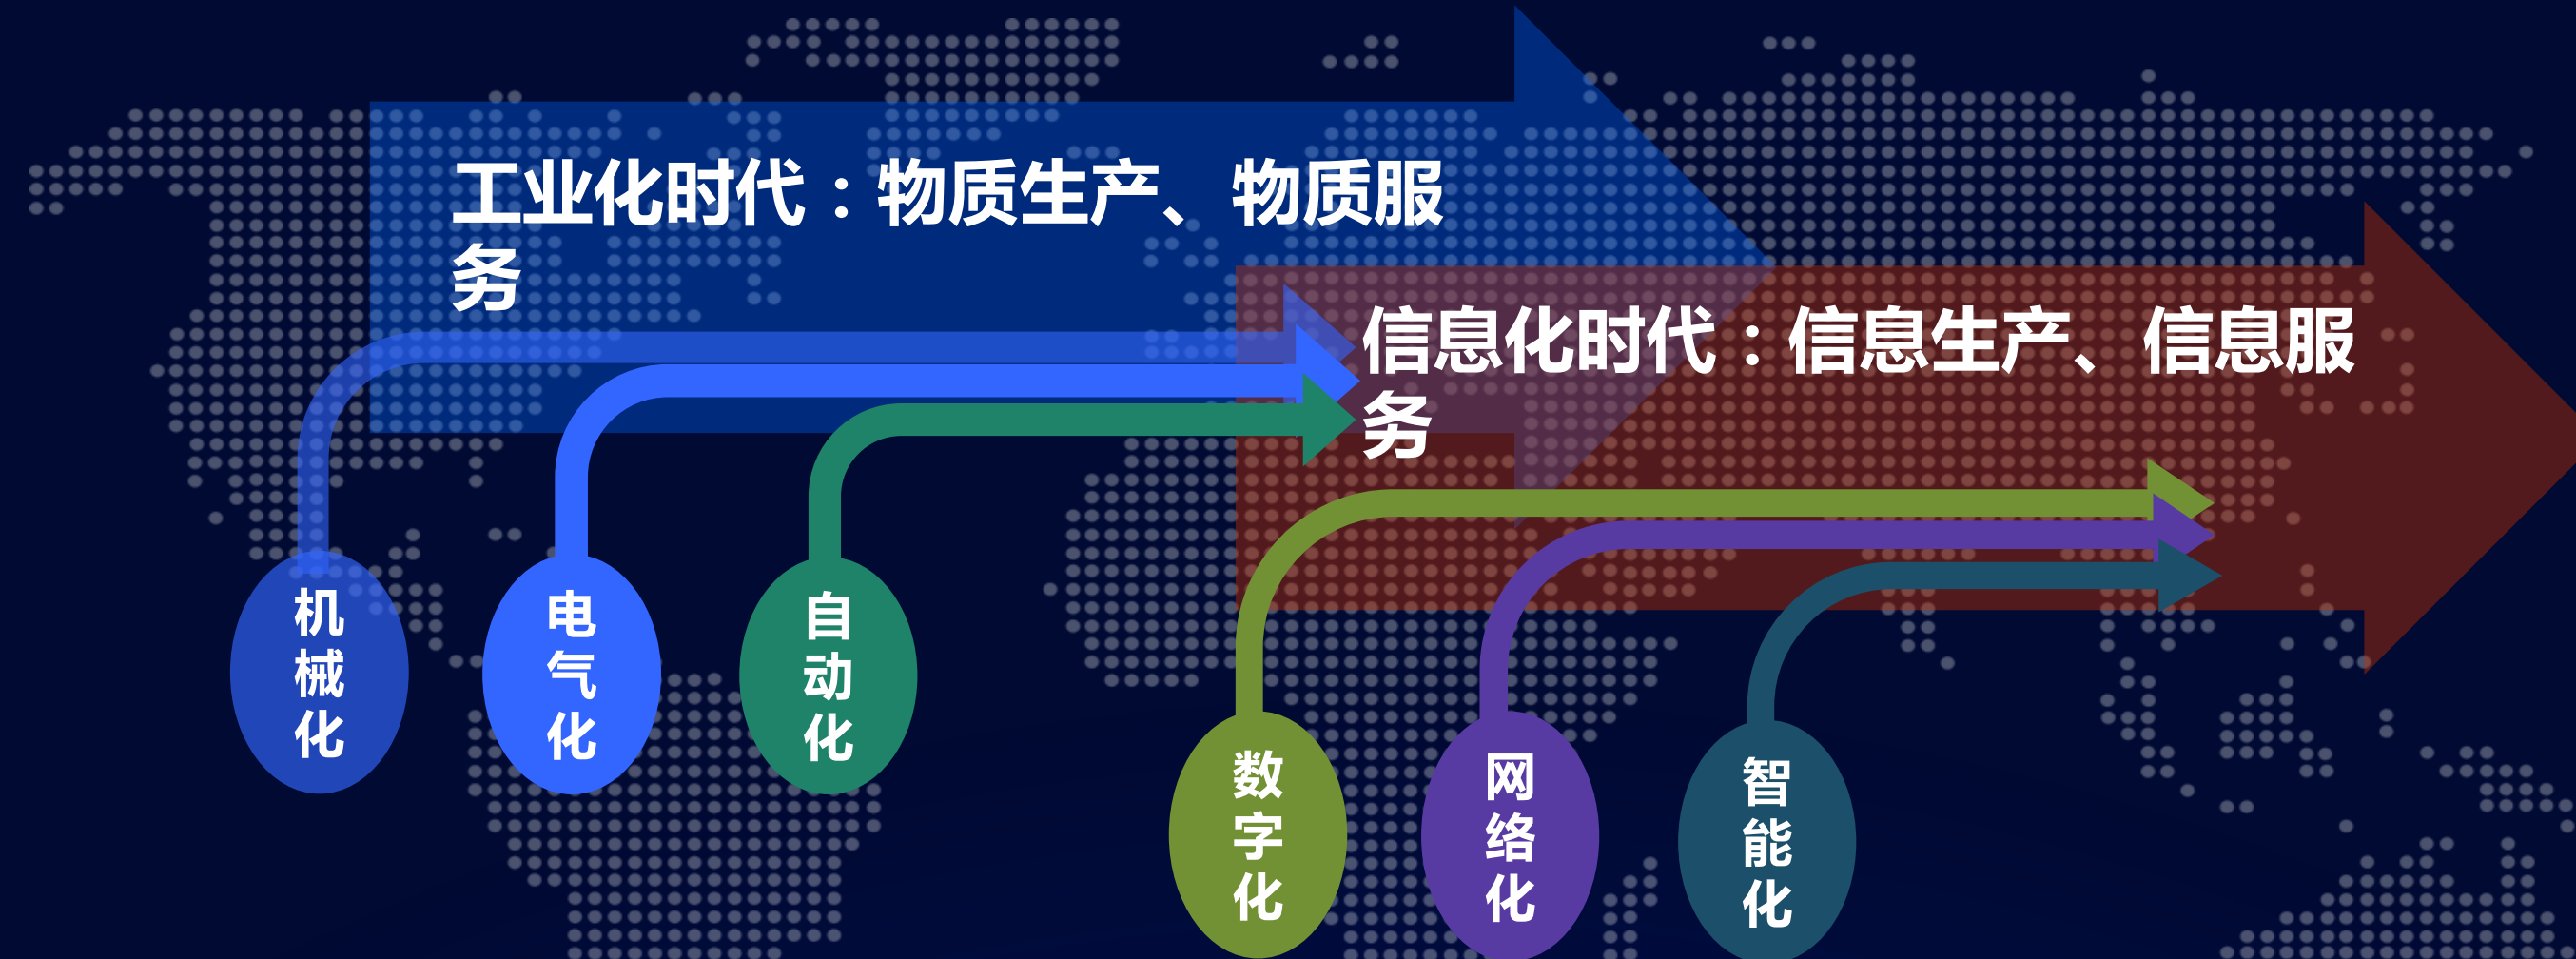 工业化时代：物质生产、物质服
务
信息化时代：信息生产、信息服
务
机
械
化
电
气
化
自
动
化
数
字
化
网
络
化
智
能
化